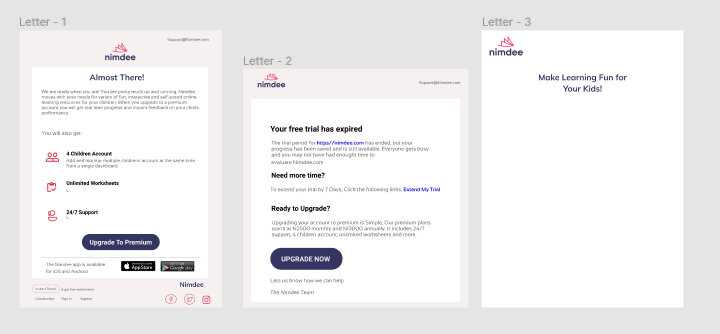 Letter - 1
Support@Nimdee.com
nimdee
Almost There!
We are ready when you are! You are pretty much up and running. Nimdee
moves with your needs for variety of Fun, interactive and self-paced online
learning resources for your children. When you upgrade to a premium
account you will get real-time progress and instant feedback on your childs
performance.
You will also get:
4 Children Account
Add and monitor multiple children's account at the same time
from a single dashboard.
Unlimited Worksheets
L
24/7 Support
L
Upgrade To Premium
The Nimdee app is available
for iOS and Android
App Store
Google play
Nimdee
to get free worksheets
Unsubscribe Sign In Support
Letter - 2
nimdee
Support@Nimdee.com
Your free trial has expired
The trial period for https//nimdee.com has ended, but your
progress has been saved and is still available. Everyone gets busy
and you may not have had enought time to
evaluate Nimdee.com
Need more time?
To extend your trial by 7 Days, Click the following links, Extend My Trial
Ready to Upgrade?
Upgrading your account to premium is Simple, Our premium plans
starts at N2500 monthly and N13000 annually. It includes 24/7
support, 4 children account, unlimited worksheets and more
UPGRADE NOW
Lets us know how we can help
The Nimdee Team
Letter - 3
nimdee
Make Learning Fun for
Your Kids!